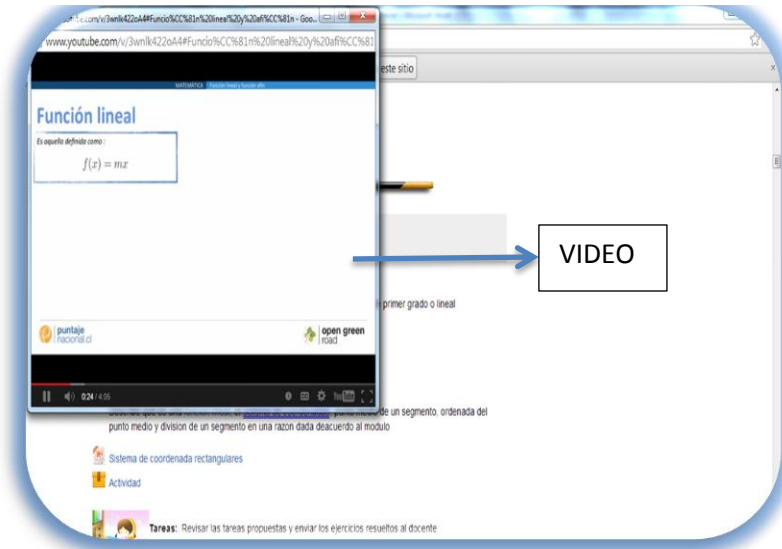 www.youtube.com/v/3wnlk422oA4#Funcio%CC%81n%20lineal%20y%20afi%CC%81
este sitio
MATEMÁTICA Función lineal y función afín
Función lineal
Es aquella definida como :
f(x) = mx
VIDEO
primer grado o lineal
puntaje
nacional.cl
open green
road
0:24 / 4:05
YouTube
punto medio de un segmento, ordenada del
punto medio y division de un segmento en una razon dada deacuerdo al modulo
Sistema de coordenada rectangulares
Actividad
Tareas: Revisar las tareas propuestas y enviar los ejercicios resueltos al docente